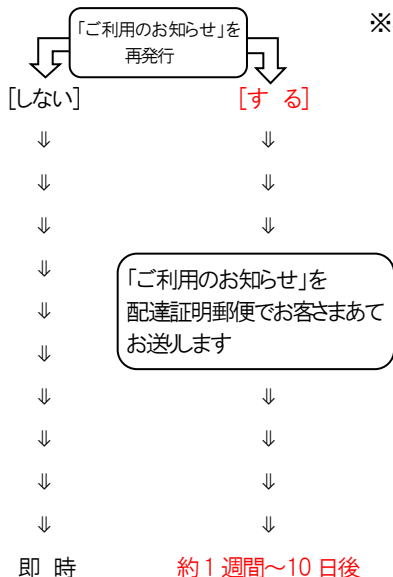 「ご利用のお知らせ」を
再発行
※
[しない] [す る]
⇓ ⇓
⇓ ⇓
⇓ ⇓
⇓
「ご利用のお知らせ」を
⇓
配達証明郵便でお客さまあて
⇓
お送りします
⇓ ⇓
⇓ ⇓
⇓ ⇓
⇓ ⇓
即 時 約1週間～10日後